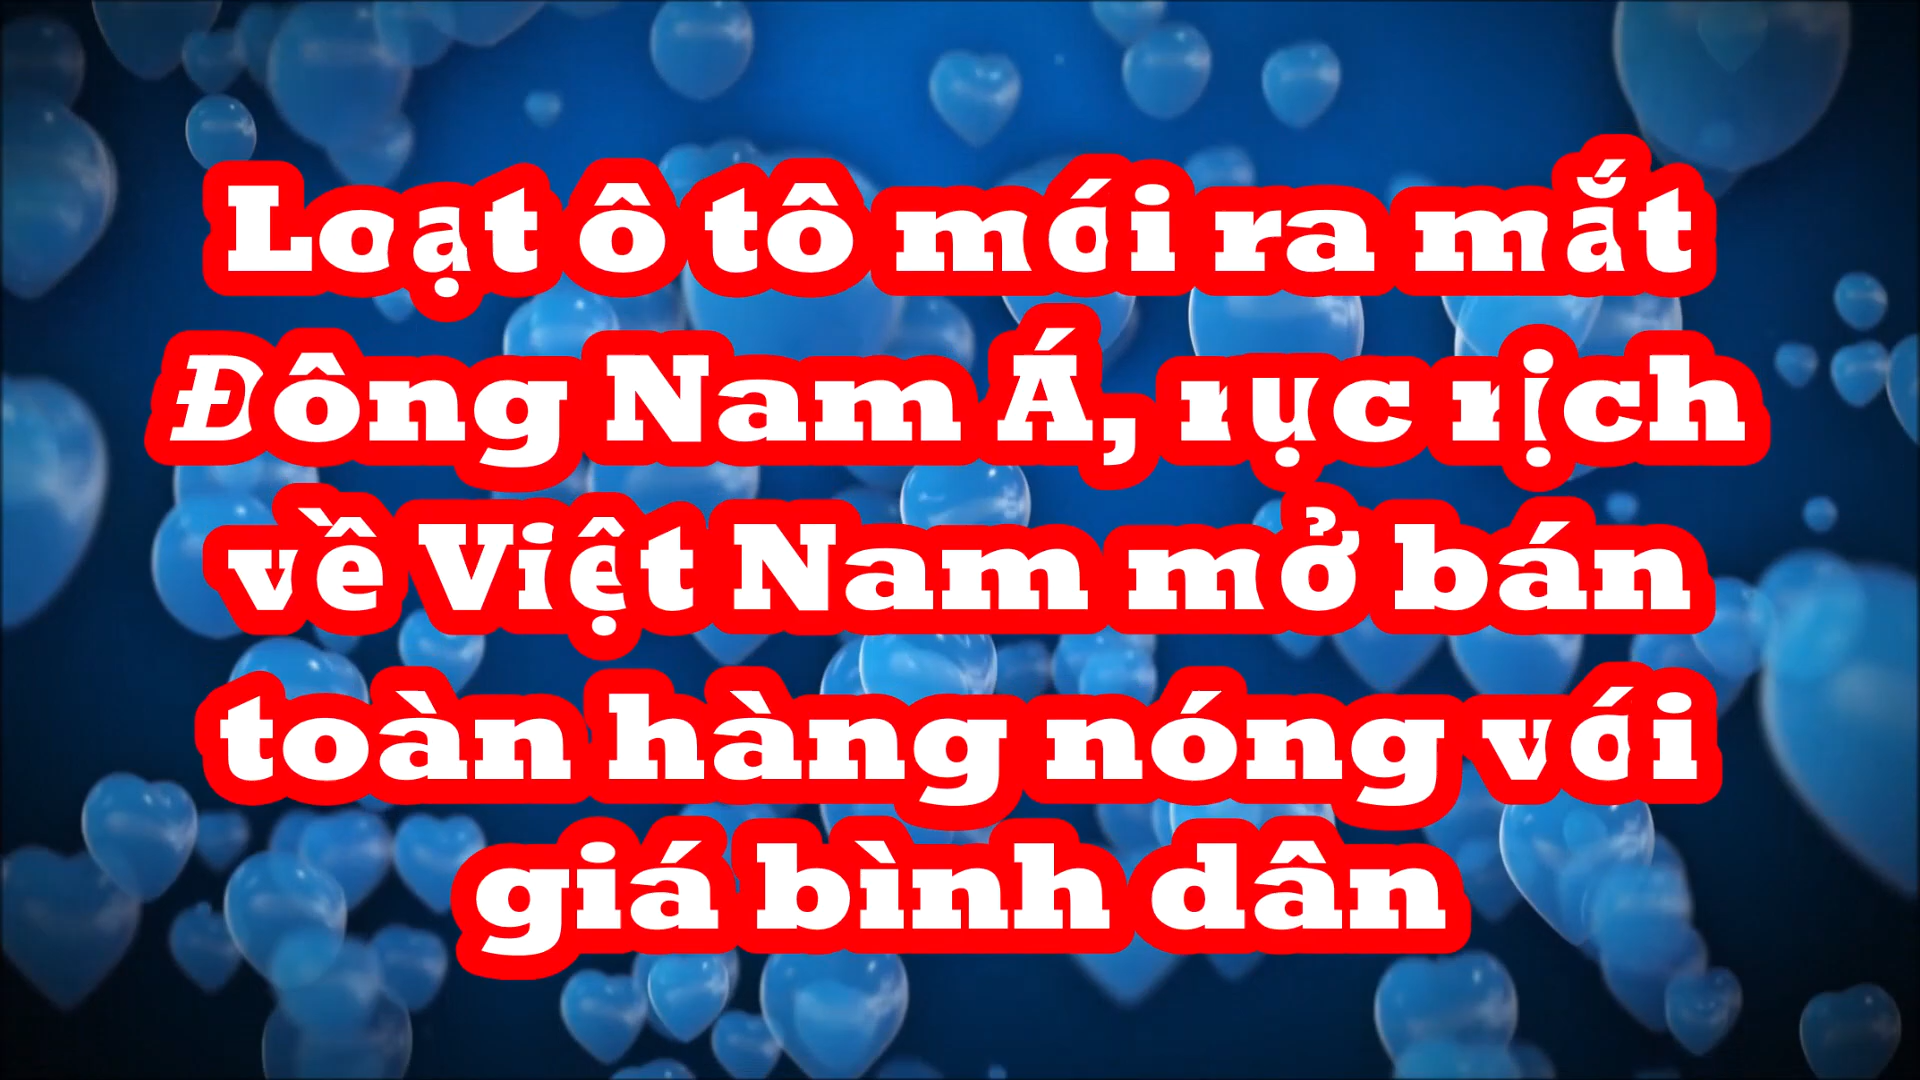 Loạt ô tô mới ra mắt
Đông Nam Á, rục rịch
về Việt Nam mở bán
toàn hàng nóng với
giá bình dân